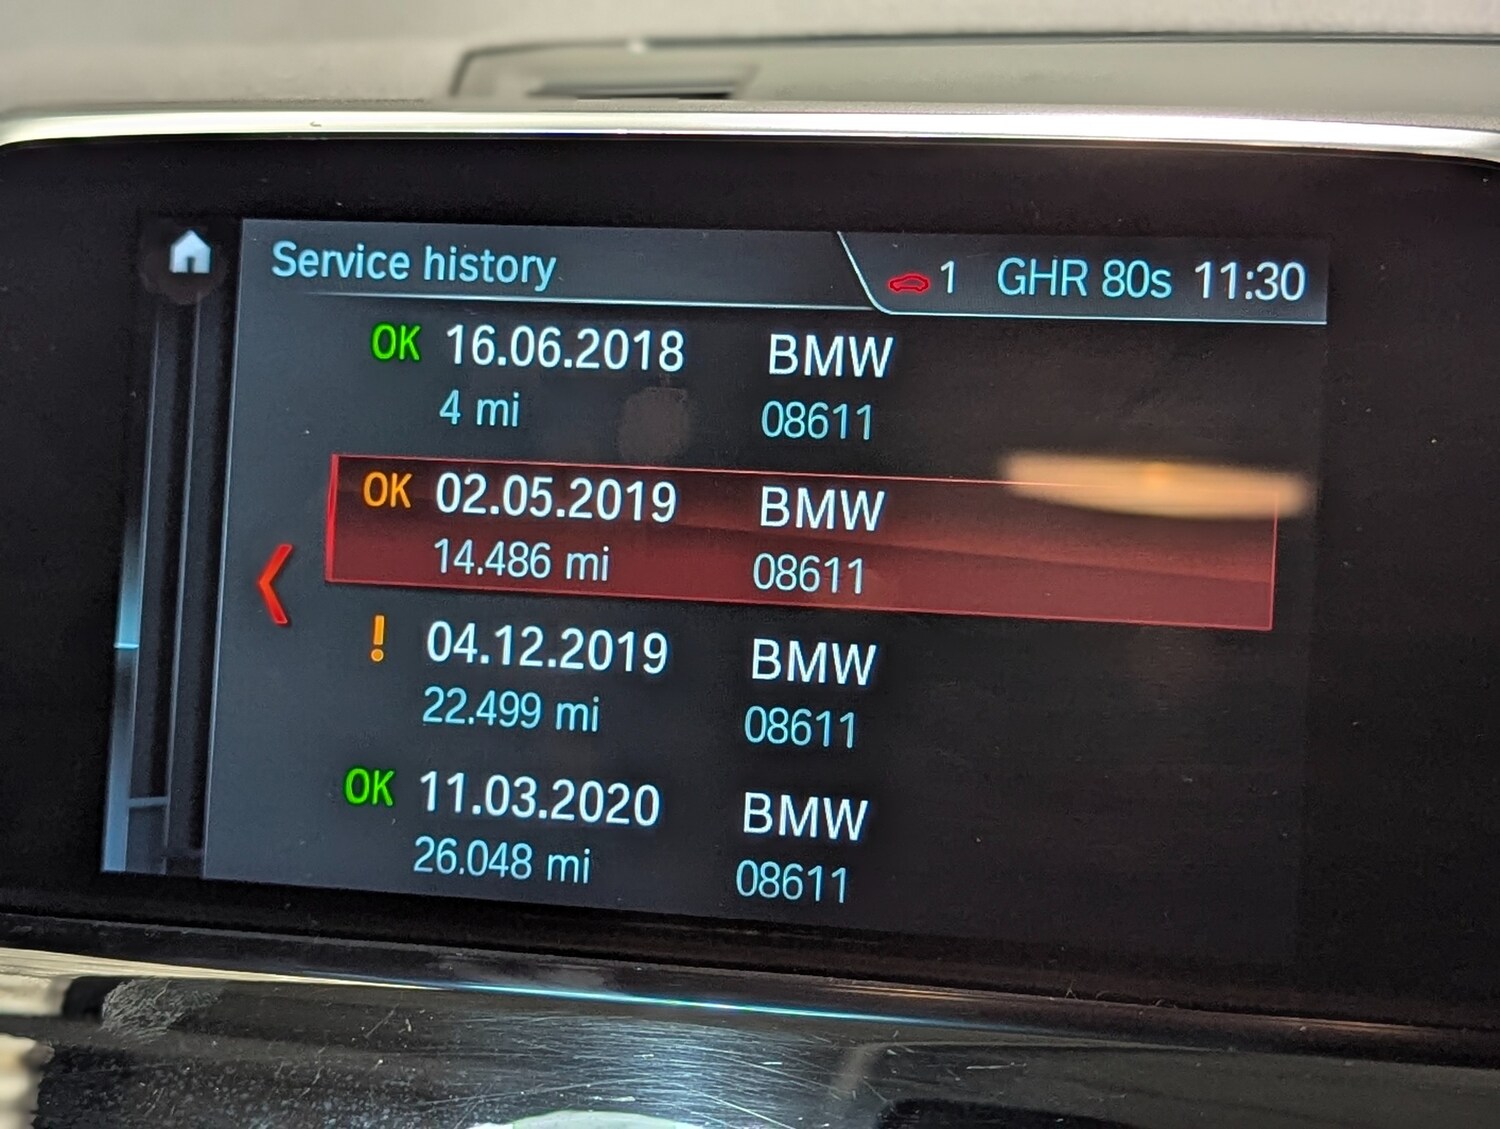 Service history 1 GHR 80s 11:30
OK 16.06.2018 BMW
4 mi 08611
OK 02.05.2019 BMW
14.486 mi 08611
! 04.12.2019 BMW
22.499 mi 08611
OK 11.03.2020 BMW
26.048 mi 08611